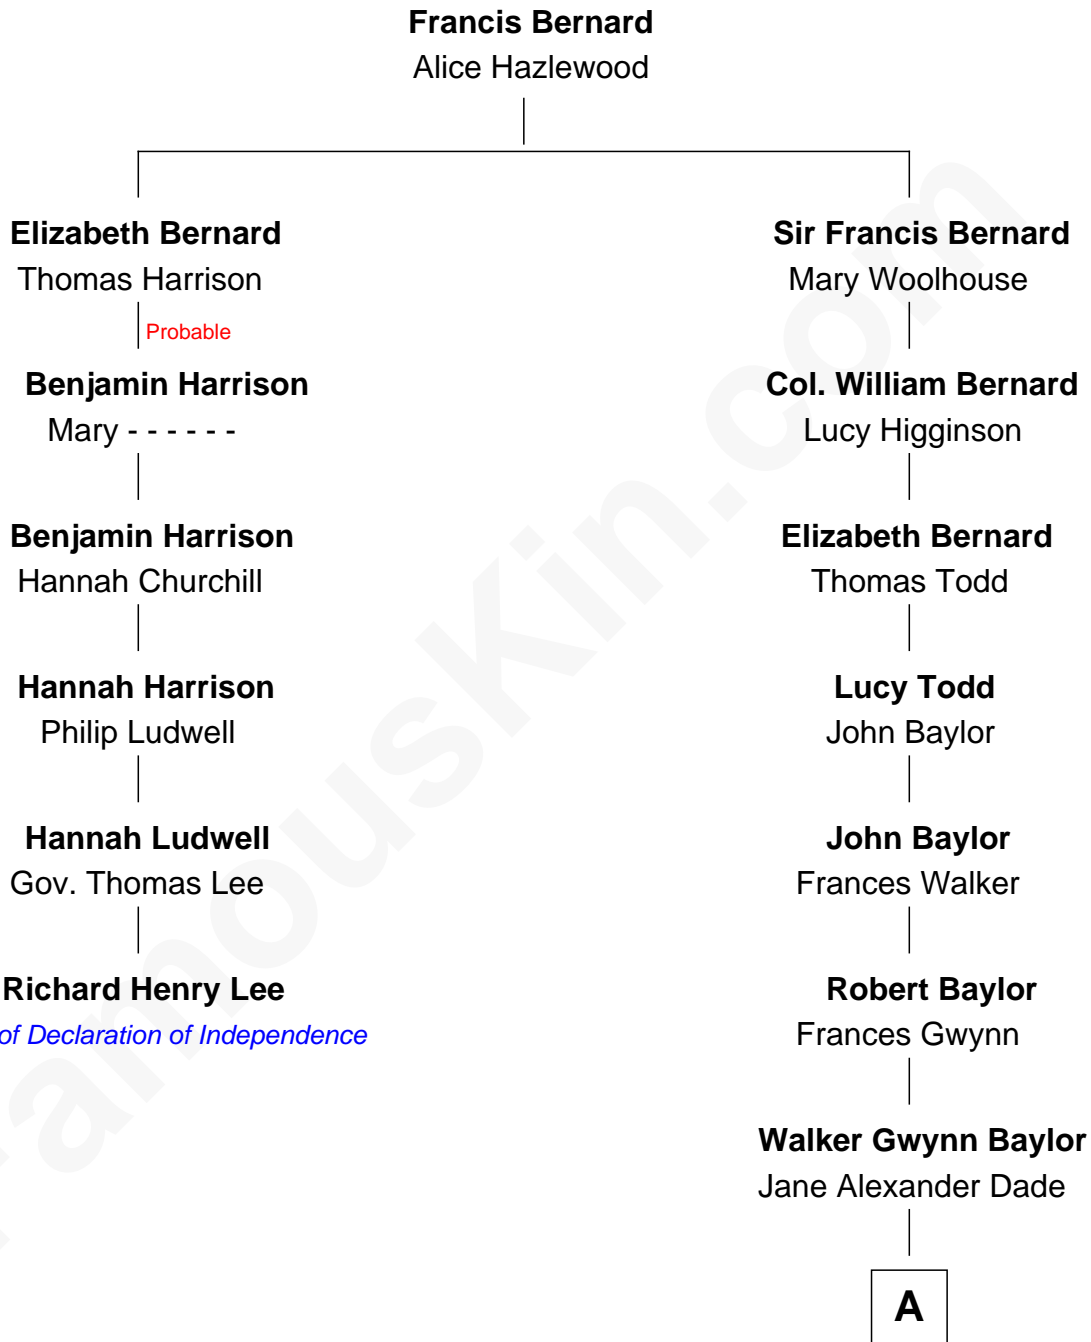 Francis Bernard
Alice Hazlewood
Elizabeth Bernard
Thomas Harrison
Sir Francis Bernard
Mary Woolhouse
Probable
Benjamin Harrison
Mary - - - - - -
Col. William Bernard
Lucy Higginson
Benjamin Harrison
Hannah Churchill
Elizabeth Bernard
Thomas Todd
Hannah Harrison
Philip Ludwell
Lucy Todd
John Baylor
Hannah Ludwell
Gov. Thomas Lee
John Baylor
Frances Walker
Richard Henry Lee
of Declaration of Independence
Robert Baylor
Frances Gwynn
Walker Gwynn Baylor
Jane Alexander Dade
A
FamousKin.com